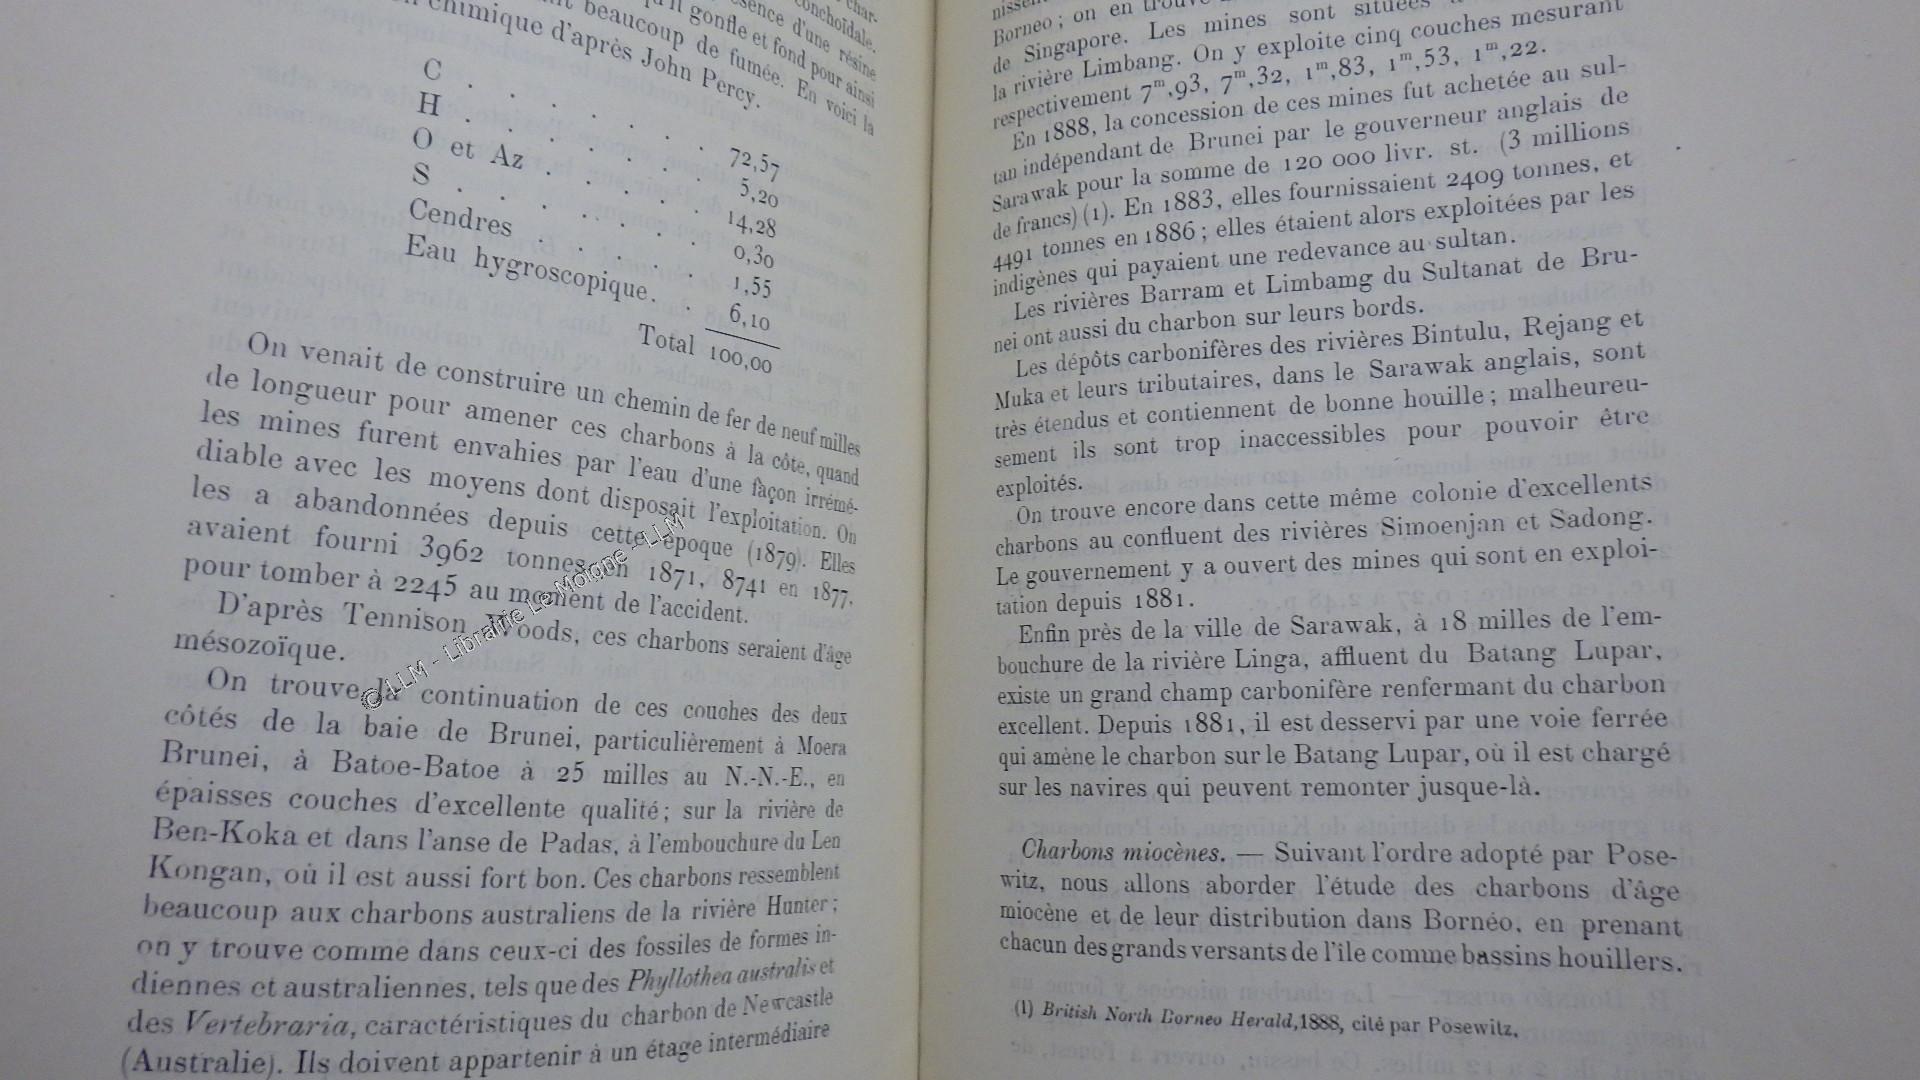 conchoïdale.
présence d'une résine
qu'il gonfle et fond pour ainsi
beaucoup de fumée. En voici la
chimique d'après John Percy.
C . . . . . . 72,57
H . . . . . . 5,20
O et Az . . . . 14,28
S . . . . . . 0,30
Cendres . . . . 1,55
Eau hygroscopique. . 6,10
Total 100,00
On venait de construire un chemin de fer de neuf milles
de longueur pour amener ces charbons à la côte, quand
les mines furent envahies par l'eau d'une façon irrémé-
diable avec les moyens dont disposait l'exploitation. On
les a abandonnées depuis cette époque (1879). Elles
avaient fourni 3962 tonnes en 1871, 8741 en 1877,
pour tomber à 2245 au moment de l'accident.
D'après Tennison Woods, ces charbons seraient d'âge
mésozoïque.
On trouve la continuation de ces couches des deux
côtés de la baie de Brunei, particulièrement à Moera
Brunei, à Batoe-Batoe à 25 milles au N.-N.-E., en
épaisses couches d'excellente qualité; sur la rivière de
Ben-Koka et dans l'anse de Padas, à l'embouchure du Len
Kongan, où il est aussi fort bon. Ces charbons ressemblent
beaucoup aux charbons australiens de la rivière Hunter;
on y trouve comme dans ceux-ci des fossiles de formes in-
diennes et australiennes, tels que des Phyllothea australis et
des Vertebraria, caractéristiques du charbon de Newcastle
(Australie). Ils doivent appartenir à un étage intermédiaire
© LLM - Librairie Le Moigne - LLM
Borneo; on en trouve
de Singapore. Les mines sont situées
la rivière Limbang. On y exploite cinq couches mesurant
respectivement 7m,93, 7m,32, 1m,83, 1m,53, 1m,22.
En 1888, la concession de ces mines fut achetée au sul-
tan indépendant de Brunei par le gouverneur anglais de
Sarawak pour la somme de 120 000 livr. st. (3 millions
de francs) (1). En 1883, elles fournissaient 2409 tonnes, et
4491 tonnes en 1886; elles étaient alors exploitées par les
indigènes qui payaient une redevance au sultan.
Les rivières Barram et Limbamg du Sultanat de Bru-
nei ont aussi du charbon sur leurs bords.
Les dépôts carbonifères des rivières Bintulu, Rejang et
Muka et leurs tributaires, dans le Sarawak anglais, sont
très étendus et contiennent de bonne houille; malheureu-
sement ils sont trop inaccessibles pour pouvoir être
exploités.
On trouve encore dans cette même colonie d'excellents
charbons au confluent des rivières Simoenjan et Sadong.
Le gouvernement y a ouvert des mines qui sont en exploi-
tation depuis 1881.
Enfin près de la ville de Sarawak, à 18 milles de l'em-
bouchure de la rivière Linga, affluent du Batang Lupar,
existe un grand champ carbonifère renfermant du charbon
excellent. Depuis 1881, il est desservi par une voie ferrée
qui amène le charbon sur le Batang Lupar, où il est chargé
sur les navires qui peuvent remonter jusque-là.
Charbons miocènes. — Suivant l'ordre adopté par Pose-
witz, nous allons aborder l'étude des charbons d'âge
miocène et de leur distribution dans Bornéo, en prenant
chacun des grands versants de l'île comme bassins houillers.
(1) British North Borneo Herald, 1888, cité par Posewitz.